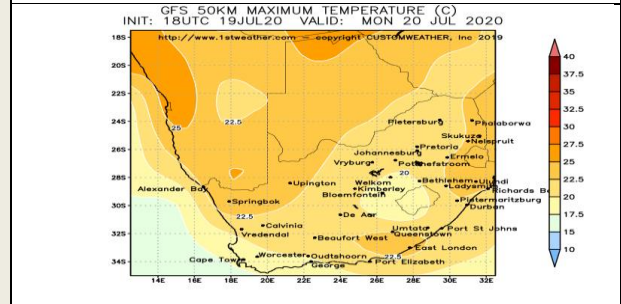 GFS 50KM MAXIMUM TEMPERATURE (C)
INIT: 18UTC 19JUL20 VALID: MON 20 JUL 2020
http://www.1stweather.com - copyright CUSTOMWEATHER, Inc 2019
18S
20S
22S
24S
26S
28S
30S
32S
34S
14E 16E 18E 20E 22E 24E 26E 28E 30E 32E
25
22.5
Pietersburg
Phalaborwa
Skukuza
Nelspruit
Pretoria
Johannesburg
Ermelo
Vryburg
Potchefstroom
20
Alexander Ba
Upington
Welkom
Bethlehem
Ulundi
Kimberley
Ladysmi
Richards B
Bloemfontein
Springbok
Pietermaritzburg
Durban
22.5
De Aar
Calvinia
Vredendal
Umtata
Port St Johns
Beaufort West
Queenstown
East London
Cape Town
Worcester
Oudtshoorn
22.5
George
Port Elizabeth
40
37.5
35
32.5
30
27.5
25
22.5
20
17.5
15
10